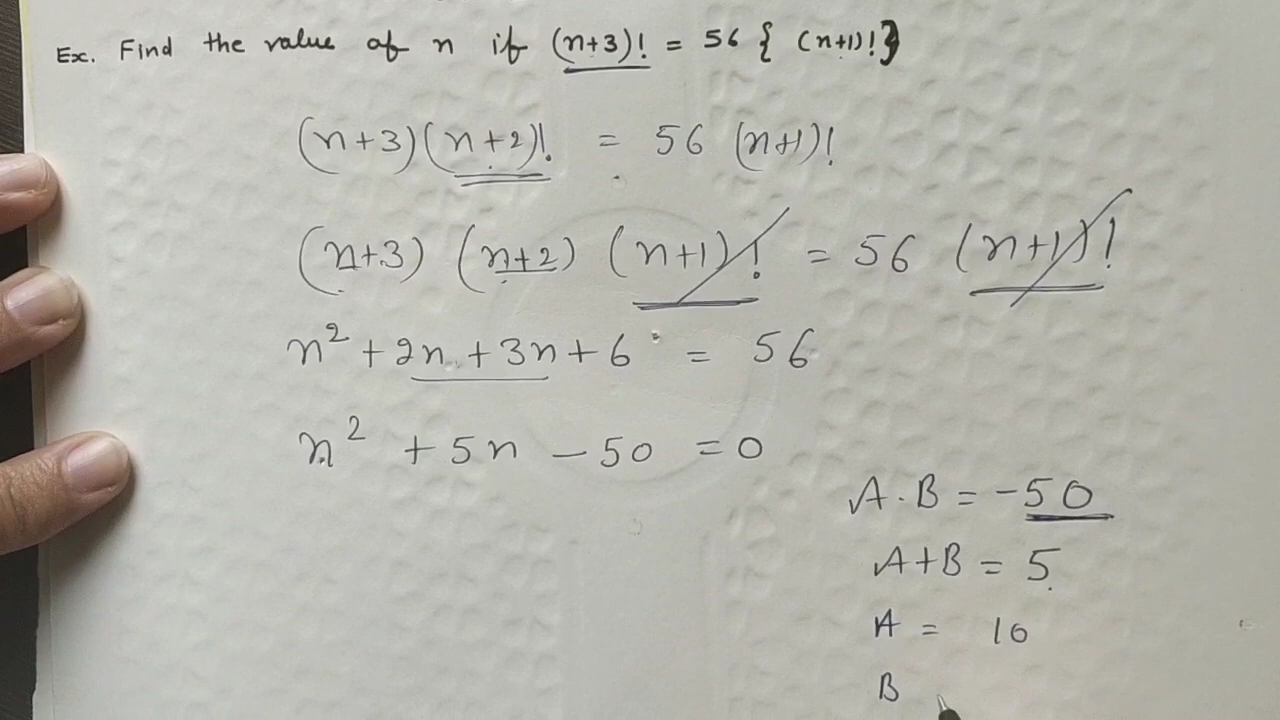 Ex. Find the value of n if (n+3)! = 56 { (n+1)!}
(n+3)(n+2)! = 56 (n+1)!
(n+3) (n+2) (n+1)! = 56 (n+1)!
n² + 2n + 3n + 6 = 56
n² + 5n - 50 = 0
A . B = -50
A + B = 5
A = 10
B